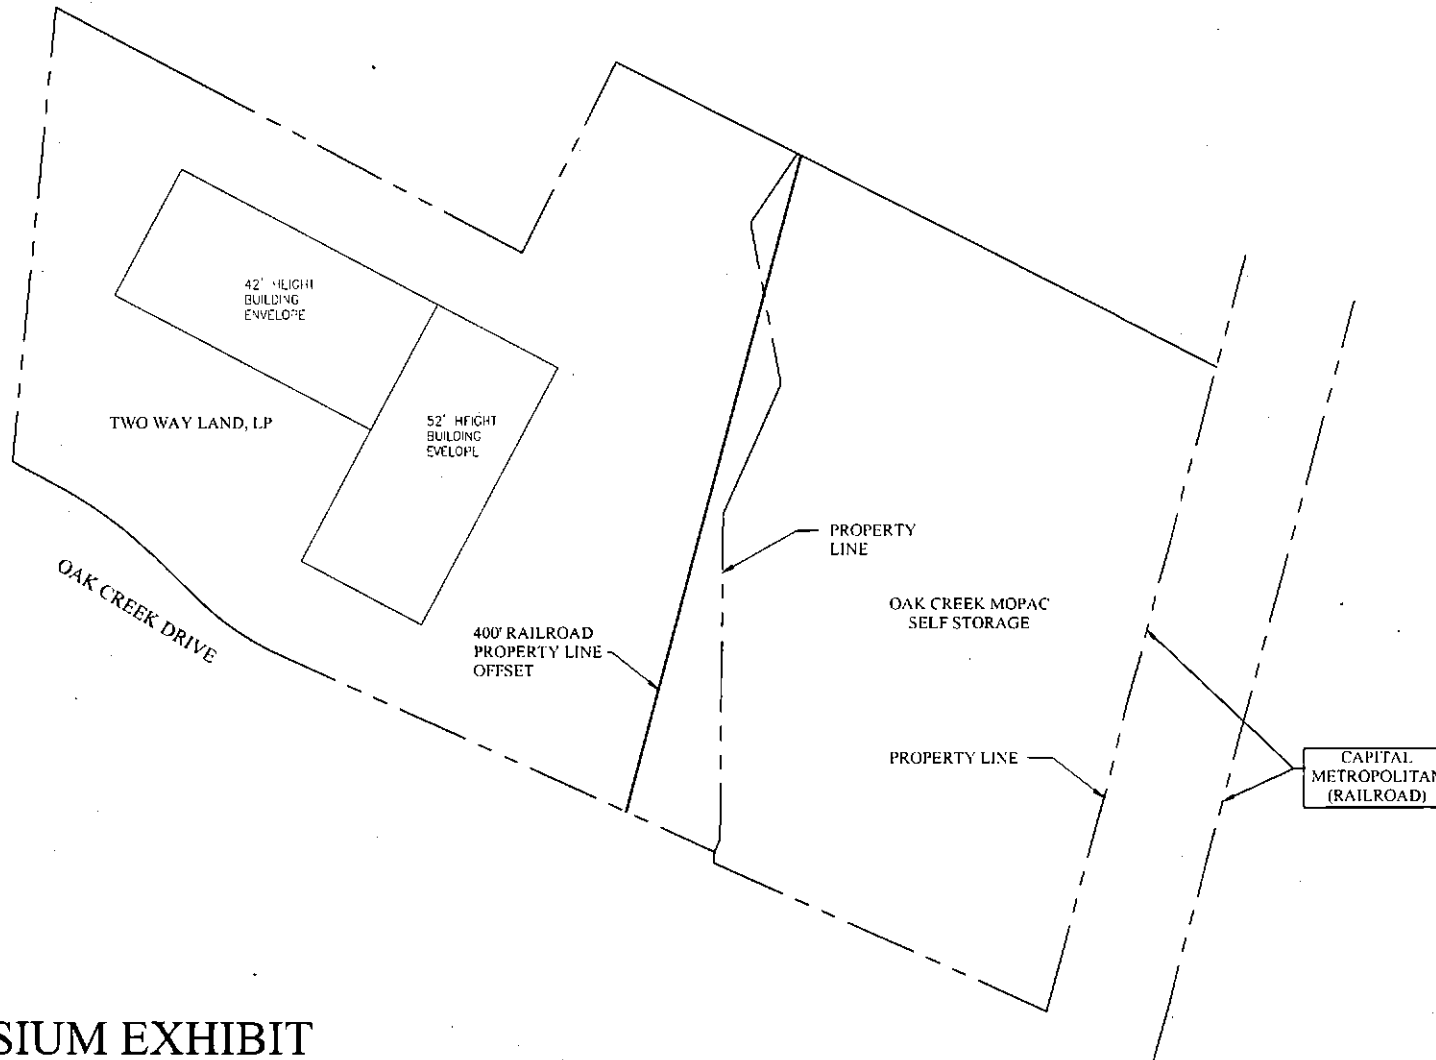 42' HEIGHT
BUILDING
ENVELOPE
TWO WAY LAND, LP
52' HEIGHT
BUILDING
EVELOPE
OAK CREEK DRIVE
400' RAILROAD
PROPERTY LINE
OFFSET
PROPERTY
LINE
OAK CREEK MOPAC
SELF STORAGE
PROPERTY LINE
CAPITAL
METROPOLITAN
(RAILROAD)
SIUM EXHIBIT